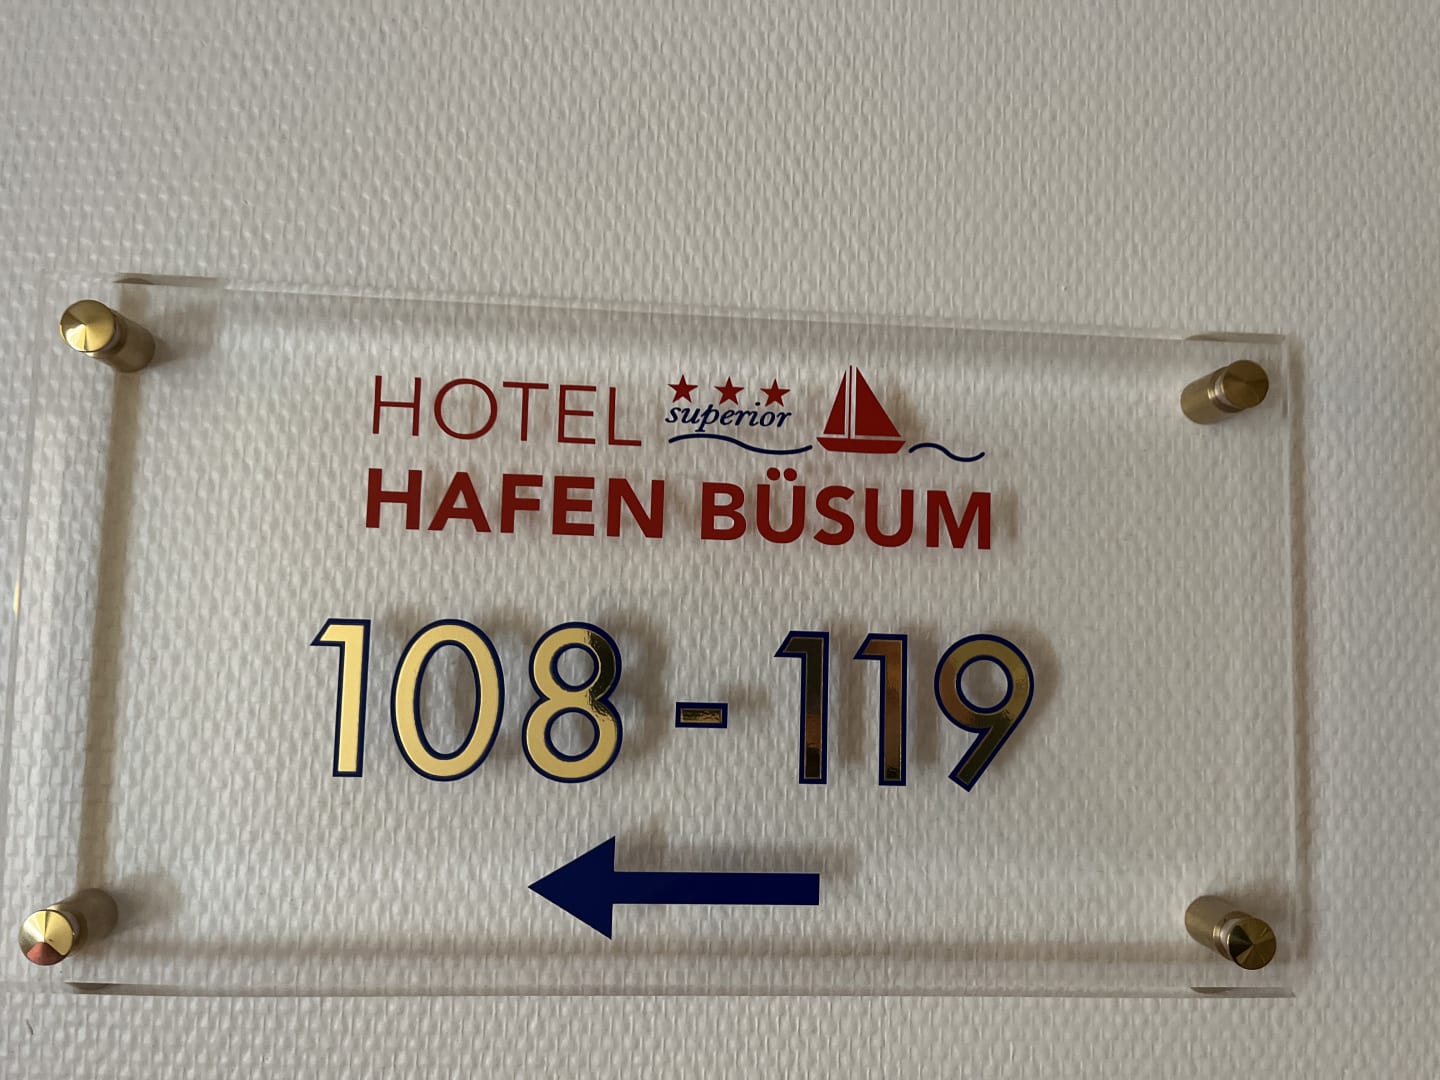 HOTEL superior
HAFEN BÜSUM
108 - 119